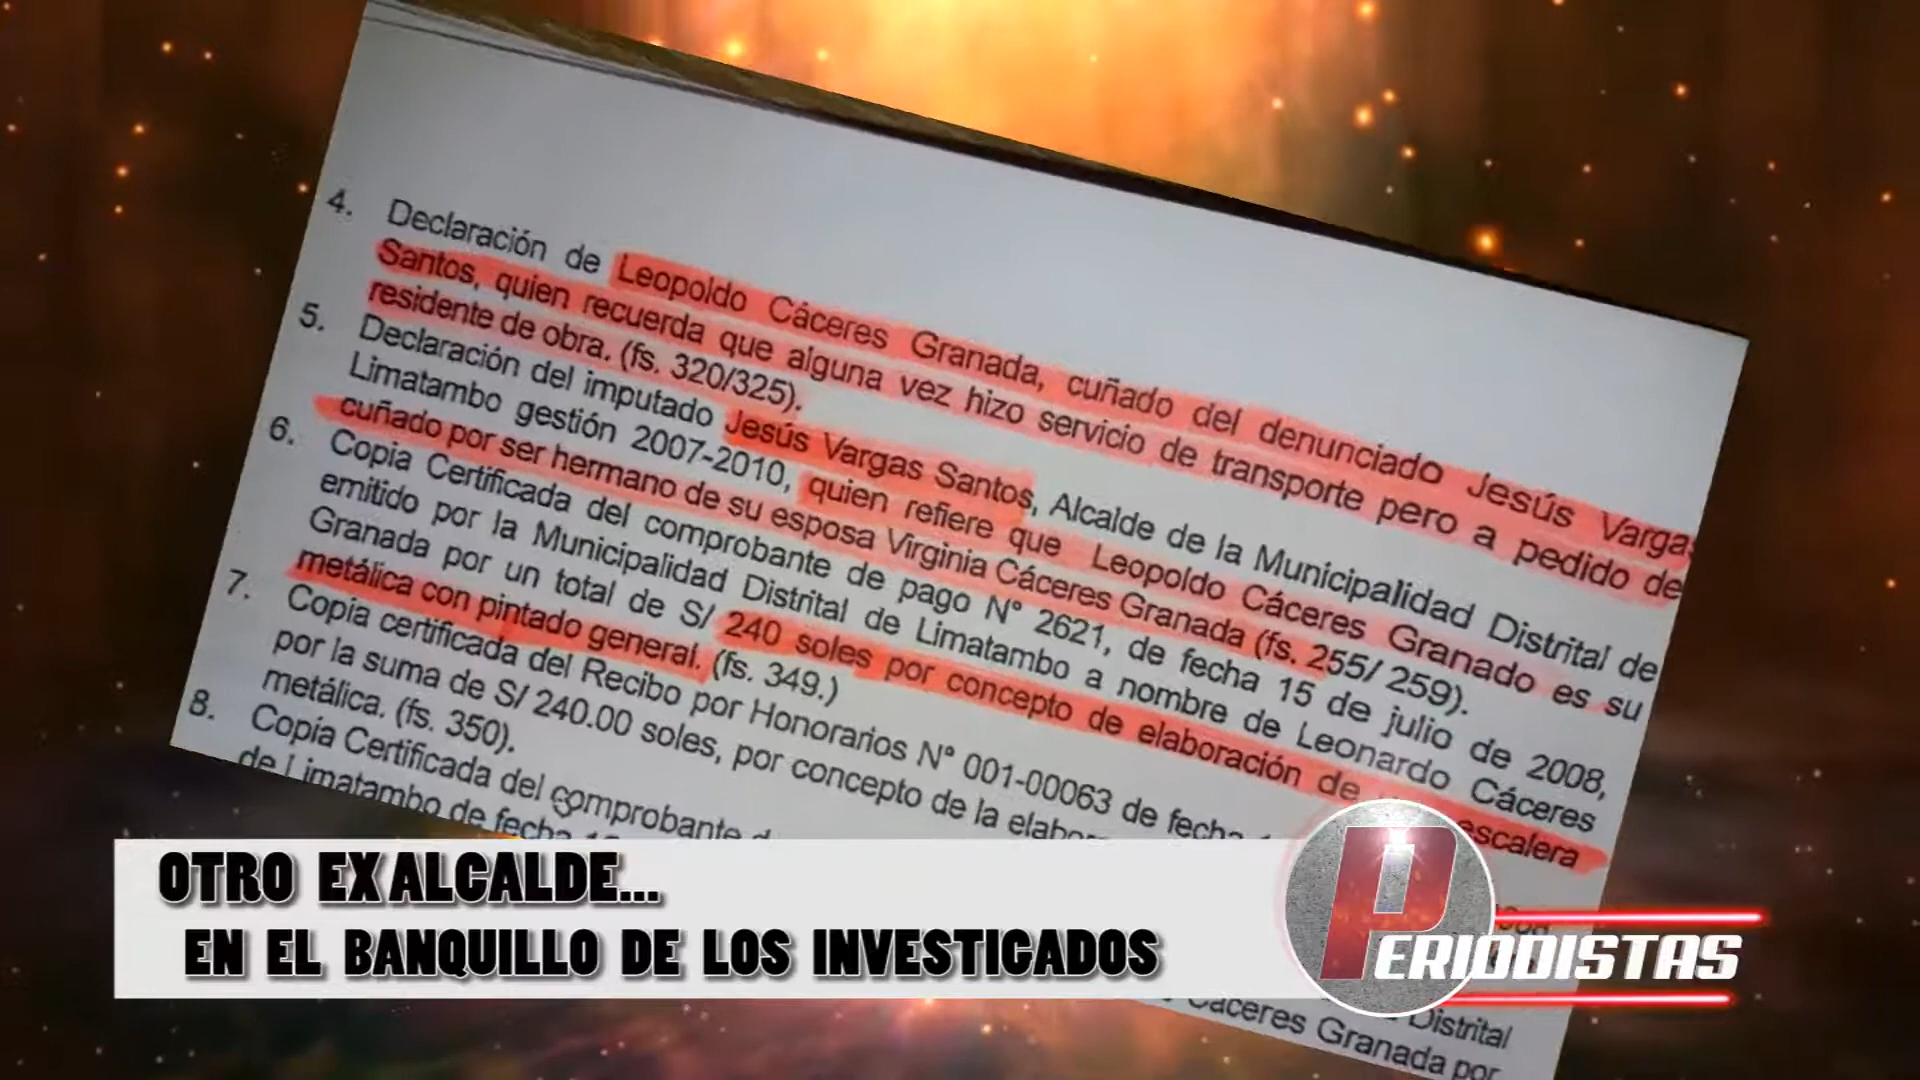 4. Declaración de Leopoldo Cáceres Granada, cuñado del denunciado Jesús Vargas
Santos, quien recuerda que alguna vez hizo servicio de transporte pero a pedido de
residente de obra. (fs. 320/325).
5. Declaración del imputado Jesús Vargas Santos, Alcalde de la Municipalidad Distrital de
Limatambo gestión 2007-2010, quien refiere que Leopoldo Cáceres Granado es su
cuñado por ser hermano de su esposa Virginia Cáceres Granada (fs. 255/ 259).
6. Copia Certificada del comprobante de pago N° 2621, de fecha 15 de julio de 2008,
emitido por la Municipalidad Distrital de Limatambo a nombre de Leonardo Cáceres
Granada por un total de S/ 240 soles por concepto de elaboración de escalera
metálica con pintado general. (fs. 349.)
7. Copia certificada del Recibo por Honorarios N° 001-00063 de fecha
por la suma de S/ 240.00 soles, por concepto de la
metálica. (fs. 350).
8. Copia Certificada del comprobante
de Limatambo de fecha
Distrital
Cáceres Granada por
OTRO EXALCALDE...
EN EL BANQUILLO DE LOS INVESTIGADOS
PERIODISTAS